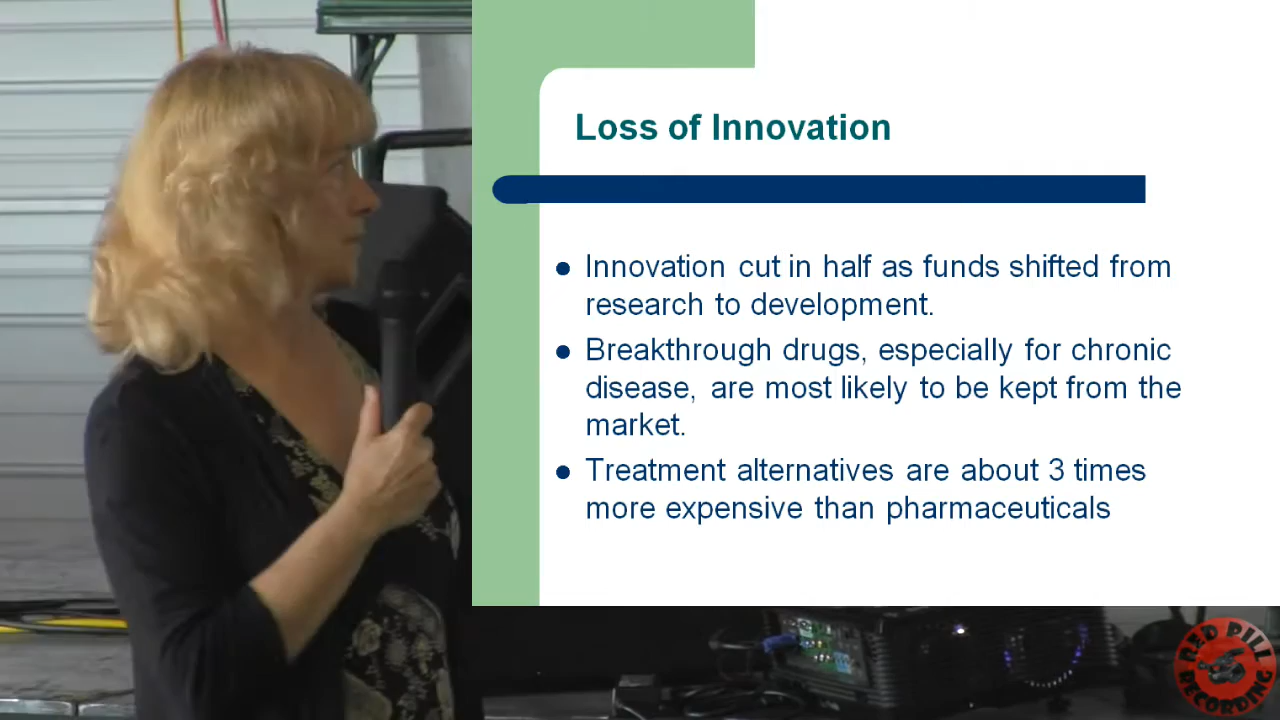 Loss of Innovation
Innovation cut in half as funds shifted from
research to development.
Breakthrough drugs, especially for chronic
disease, are most likely to be kept from the
market.
Treatment alternatives are about 3 times
more expensive than pharmaceuticals
RED PILL
RECORDING